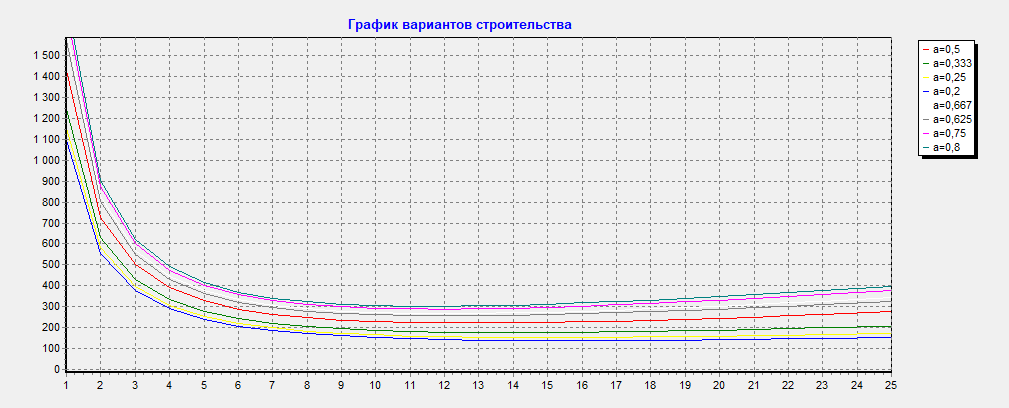 График вариантов строительства
1 500
1 400
1 300
1 200
1 100
1 000
900
800
700
600
500
400
300
200
100
0
1 2 3 4 5 6 7 8 9 10 11 12 13 14 15 16 17 18 19 20 21 22 23 24 25
a=0,5
a=0,333
a=0,25
a=0,2
a=0,667
a=0,625
a=0,75
a=0,8